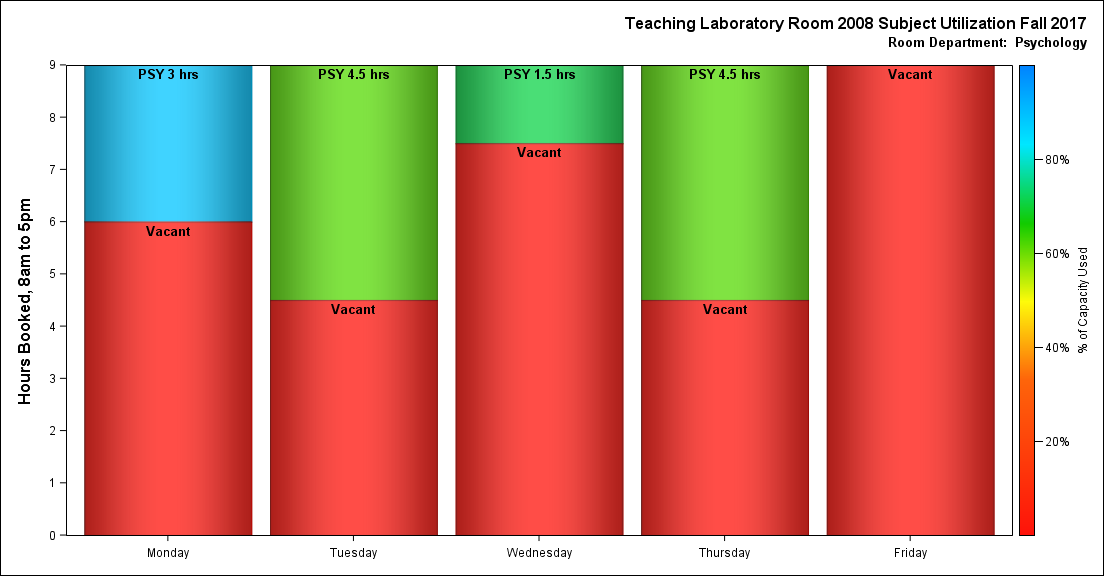 Teaching Laboratory Room 2008 Subject Utilization Fall 2017
Room Department: Psychology
Hours Booked, 8am to 5pm
9
8
7
6
5
4
3
2
1
0
PSY 3 hrs
Vacant
PSY 4.5 hrs
Vacant
PSY 1.5 hrs
Vacant
PSY 4.5 hrs
Vacant
Vacant
Monday
Tuesday
Wednesday
Thursday
Friday
80%
60%
40%
20%
% of Capacity Used